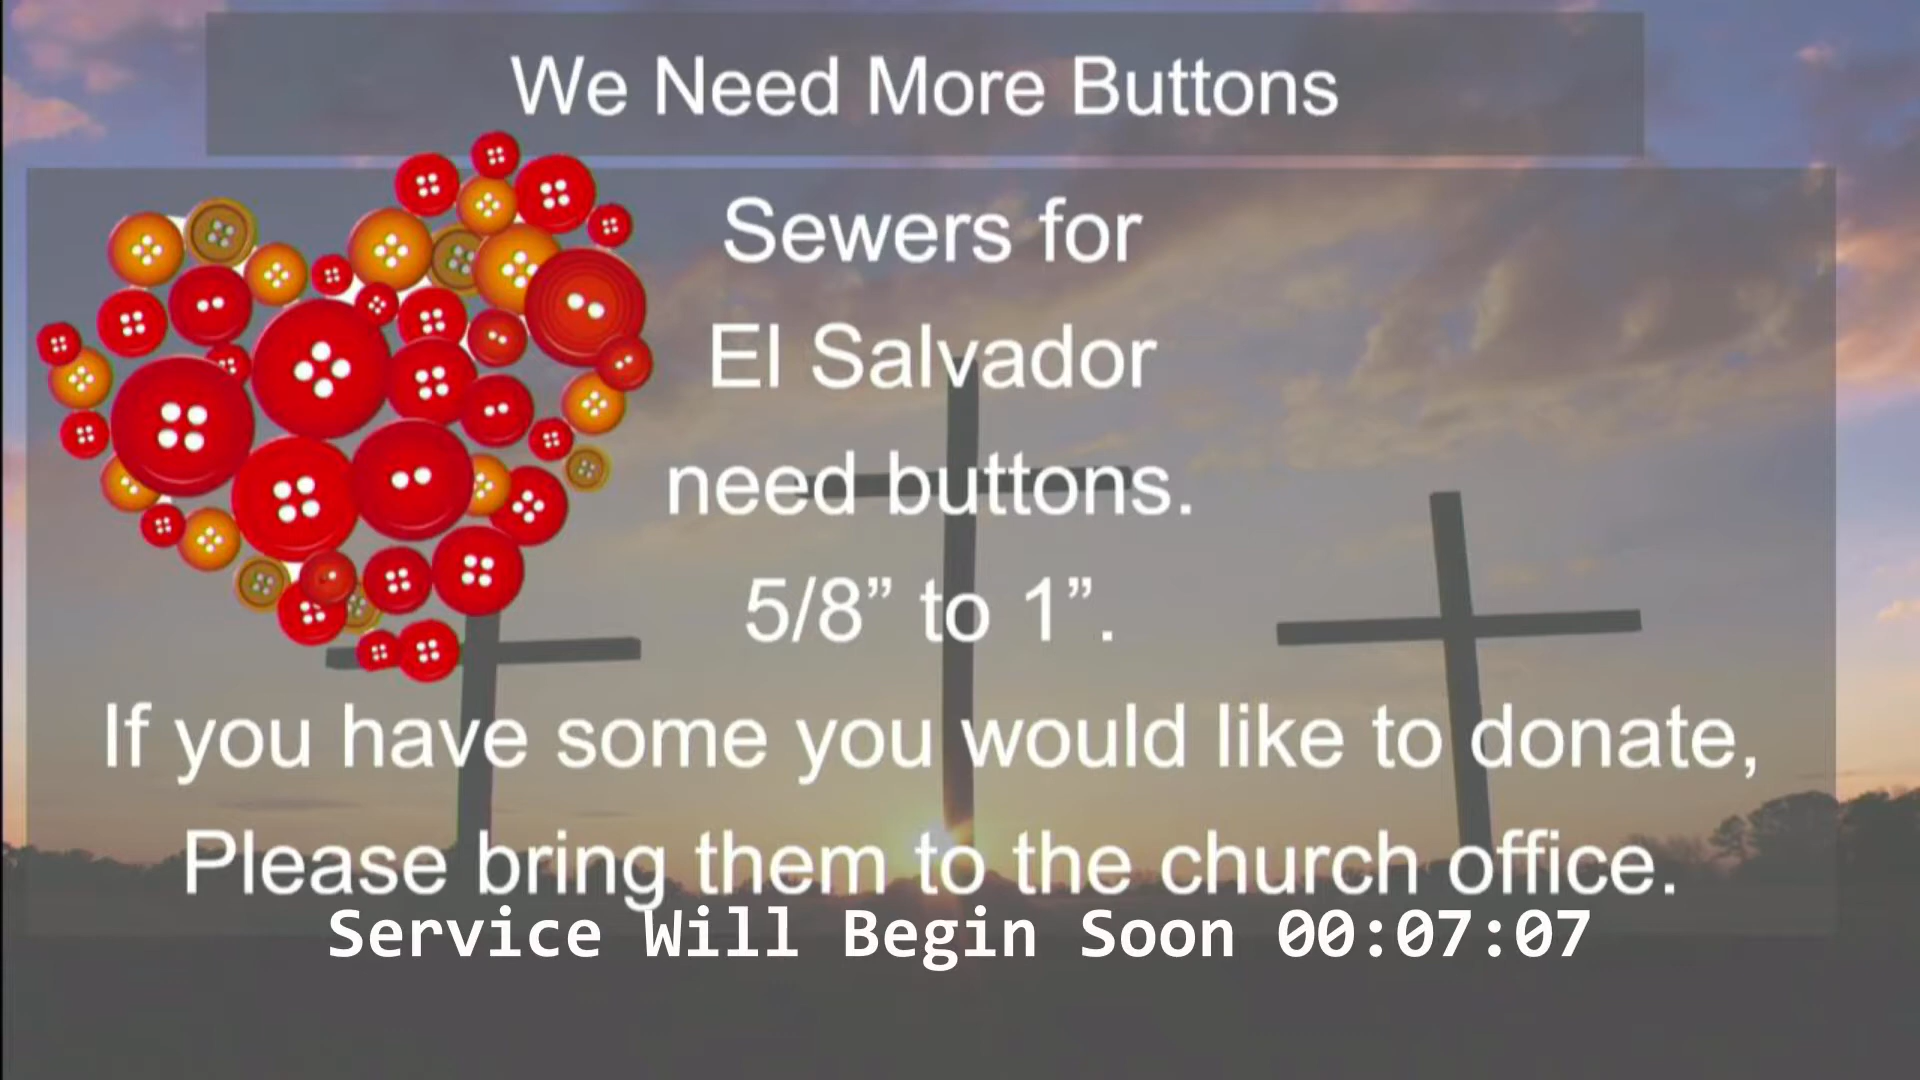 We Need More Buttons
Sewers for
El Salvador
need buttons.
5/8” to 1”.
If you have some you would like to donate,
Please bring them to the church office.
Service Will Begin Soon 00:07:07